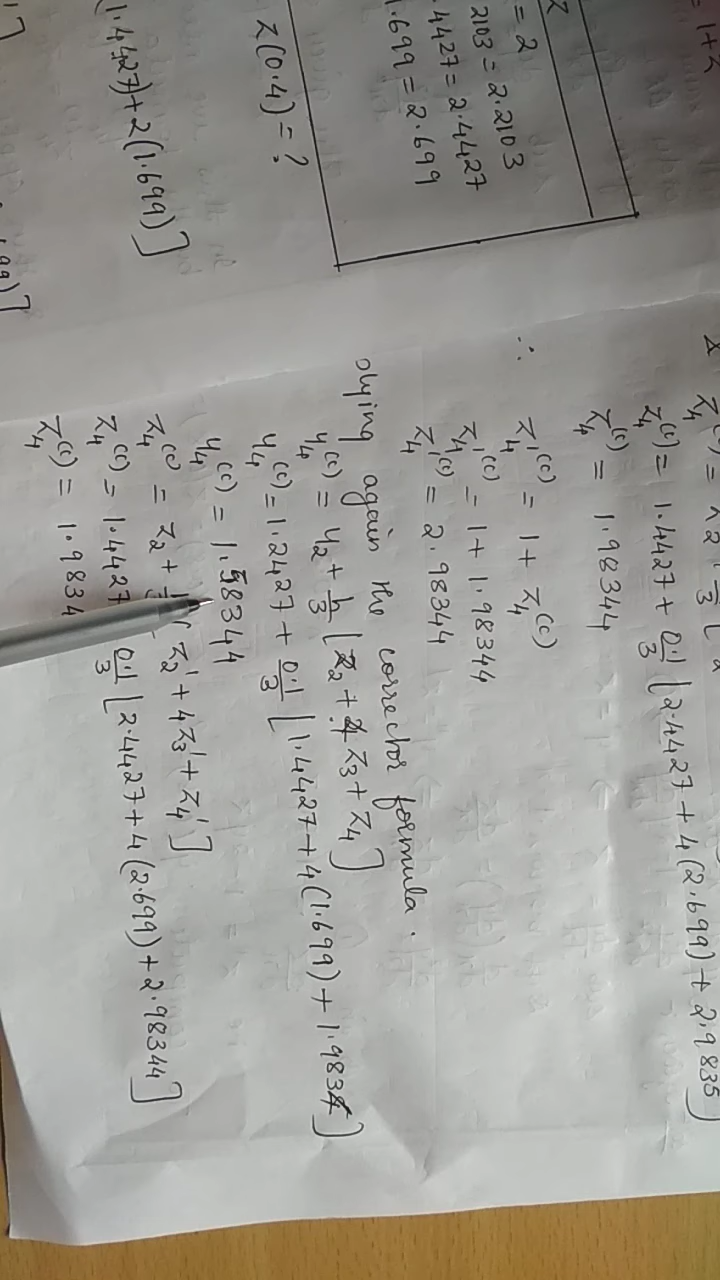 = 1+z
z
= 2
2103 = 2.2103
.4427 = 2.4427
1.699 = 2.699
z(0.4) = ?
1.4427) + 2(1.699)]
.99)]
z₄⁽ᶜ⁾ = 1.4427 + 0.1/3 [2.4427 + 4(2.699) + 2.9835]
z₄⁽ᶜ⁾ = 1.98344
∴ z₄'⁽ᶜ⁾ = 1 + z₄⁽ᶜ⁾
z₄'⁽ᶜ⁾ = 1 + 1.98344
z₄'⁽ᶜ⁾ = 2.98344
plying again the corrector formula.
y₄⁽ᶜ⁾ = y₂ + h/3 [z₂ + 4z₃ + z₄]
y₄⁽ᶜ⁾ = 1.2427 + 0.1/3 [1.4427 + 4(1.699) + 1.9834]
y₄⁽ᶜ⁾ = 1.58344
z₄⁽ᶜ⁾ = z₂ + [z₂' + 4z₃' + z₄']
z₄⁽ᶜ⁾ = 1.4427 0.1/3 [2.4427 + 4(2.699) + 2.98344]
z₄⁽ᶜ⁾ = 1.9834